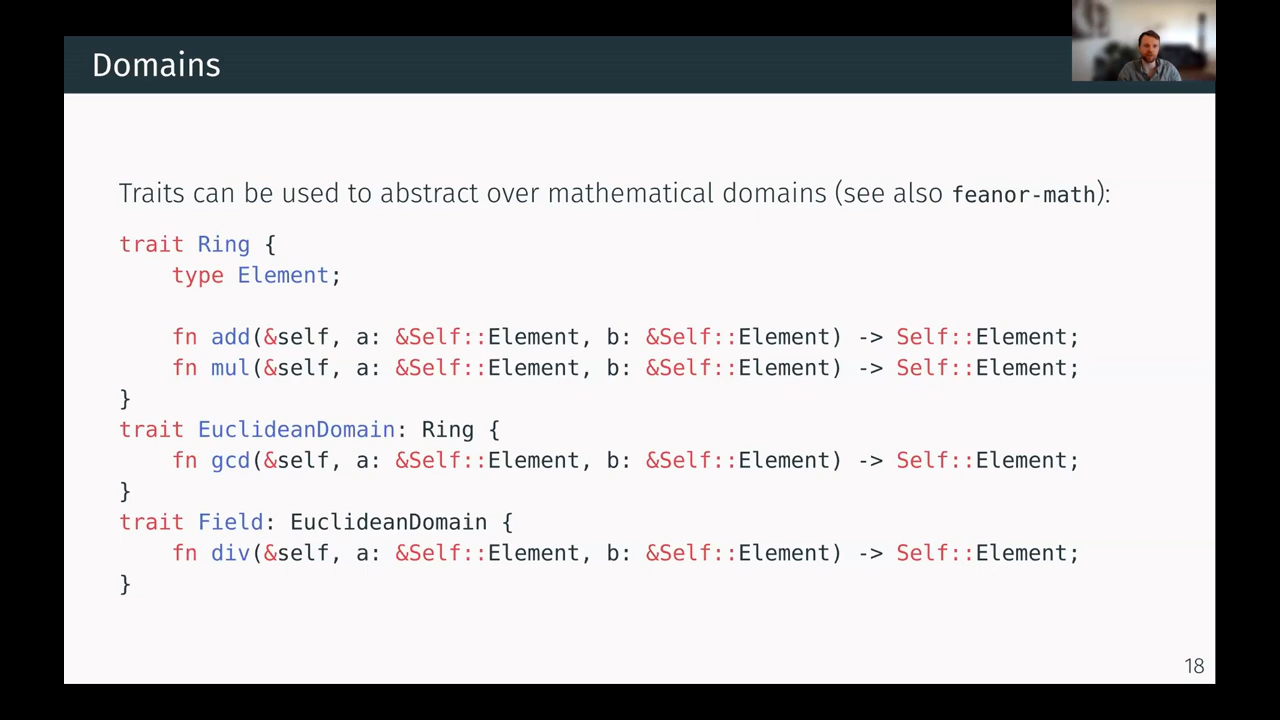 Domains
Traits can be used to abstract over mathematical domains (see also feanor-math):
trait Ring {
    type Element;

    fn add(&self, a: &Self::Element, b: &Self::Element) -> Self::Element;
    fn mul(&self, a: &Self::Element, b: &Self::Element) -> Self::Element;
}
trait EuclideanDomain: Ring {
    fn gcd(&self, a: &Self::Element, b: &Self::Element) -> Self::Element;
}
trait Field: EuclideanDomain {
    fn div(&self, a: &Self::Element, b: &Self::Element) -> Self::Element;
}
18